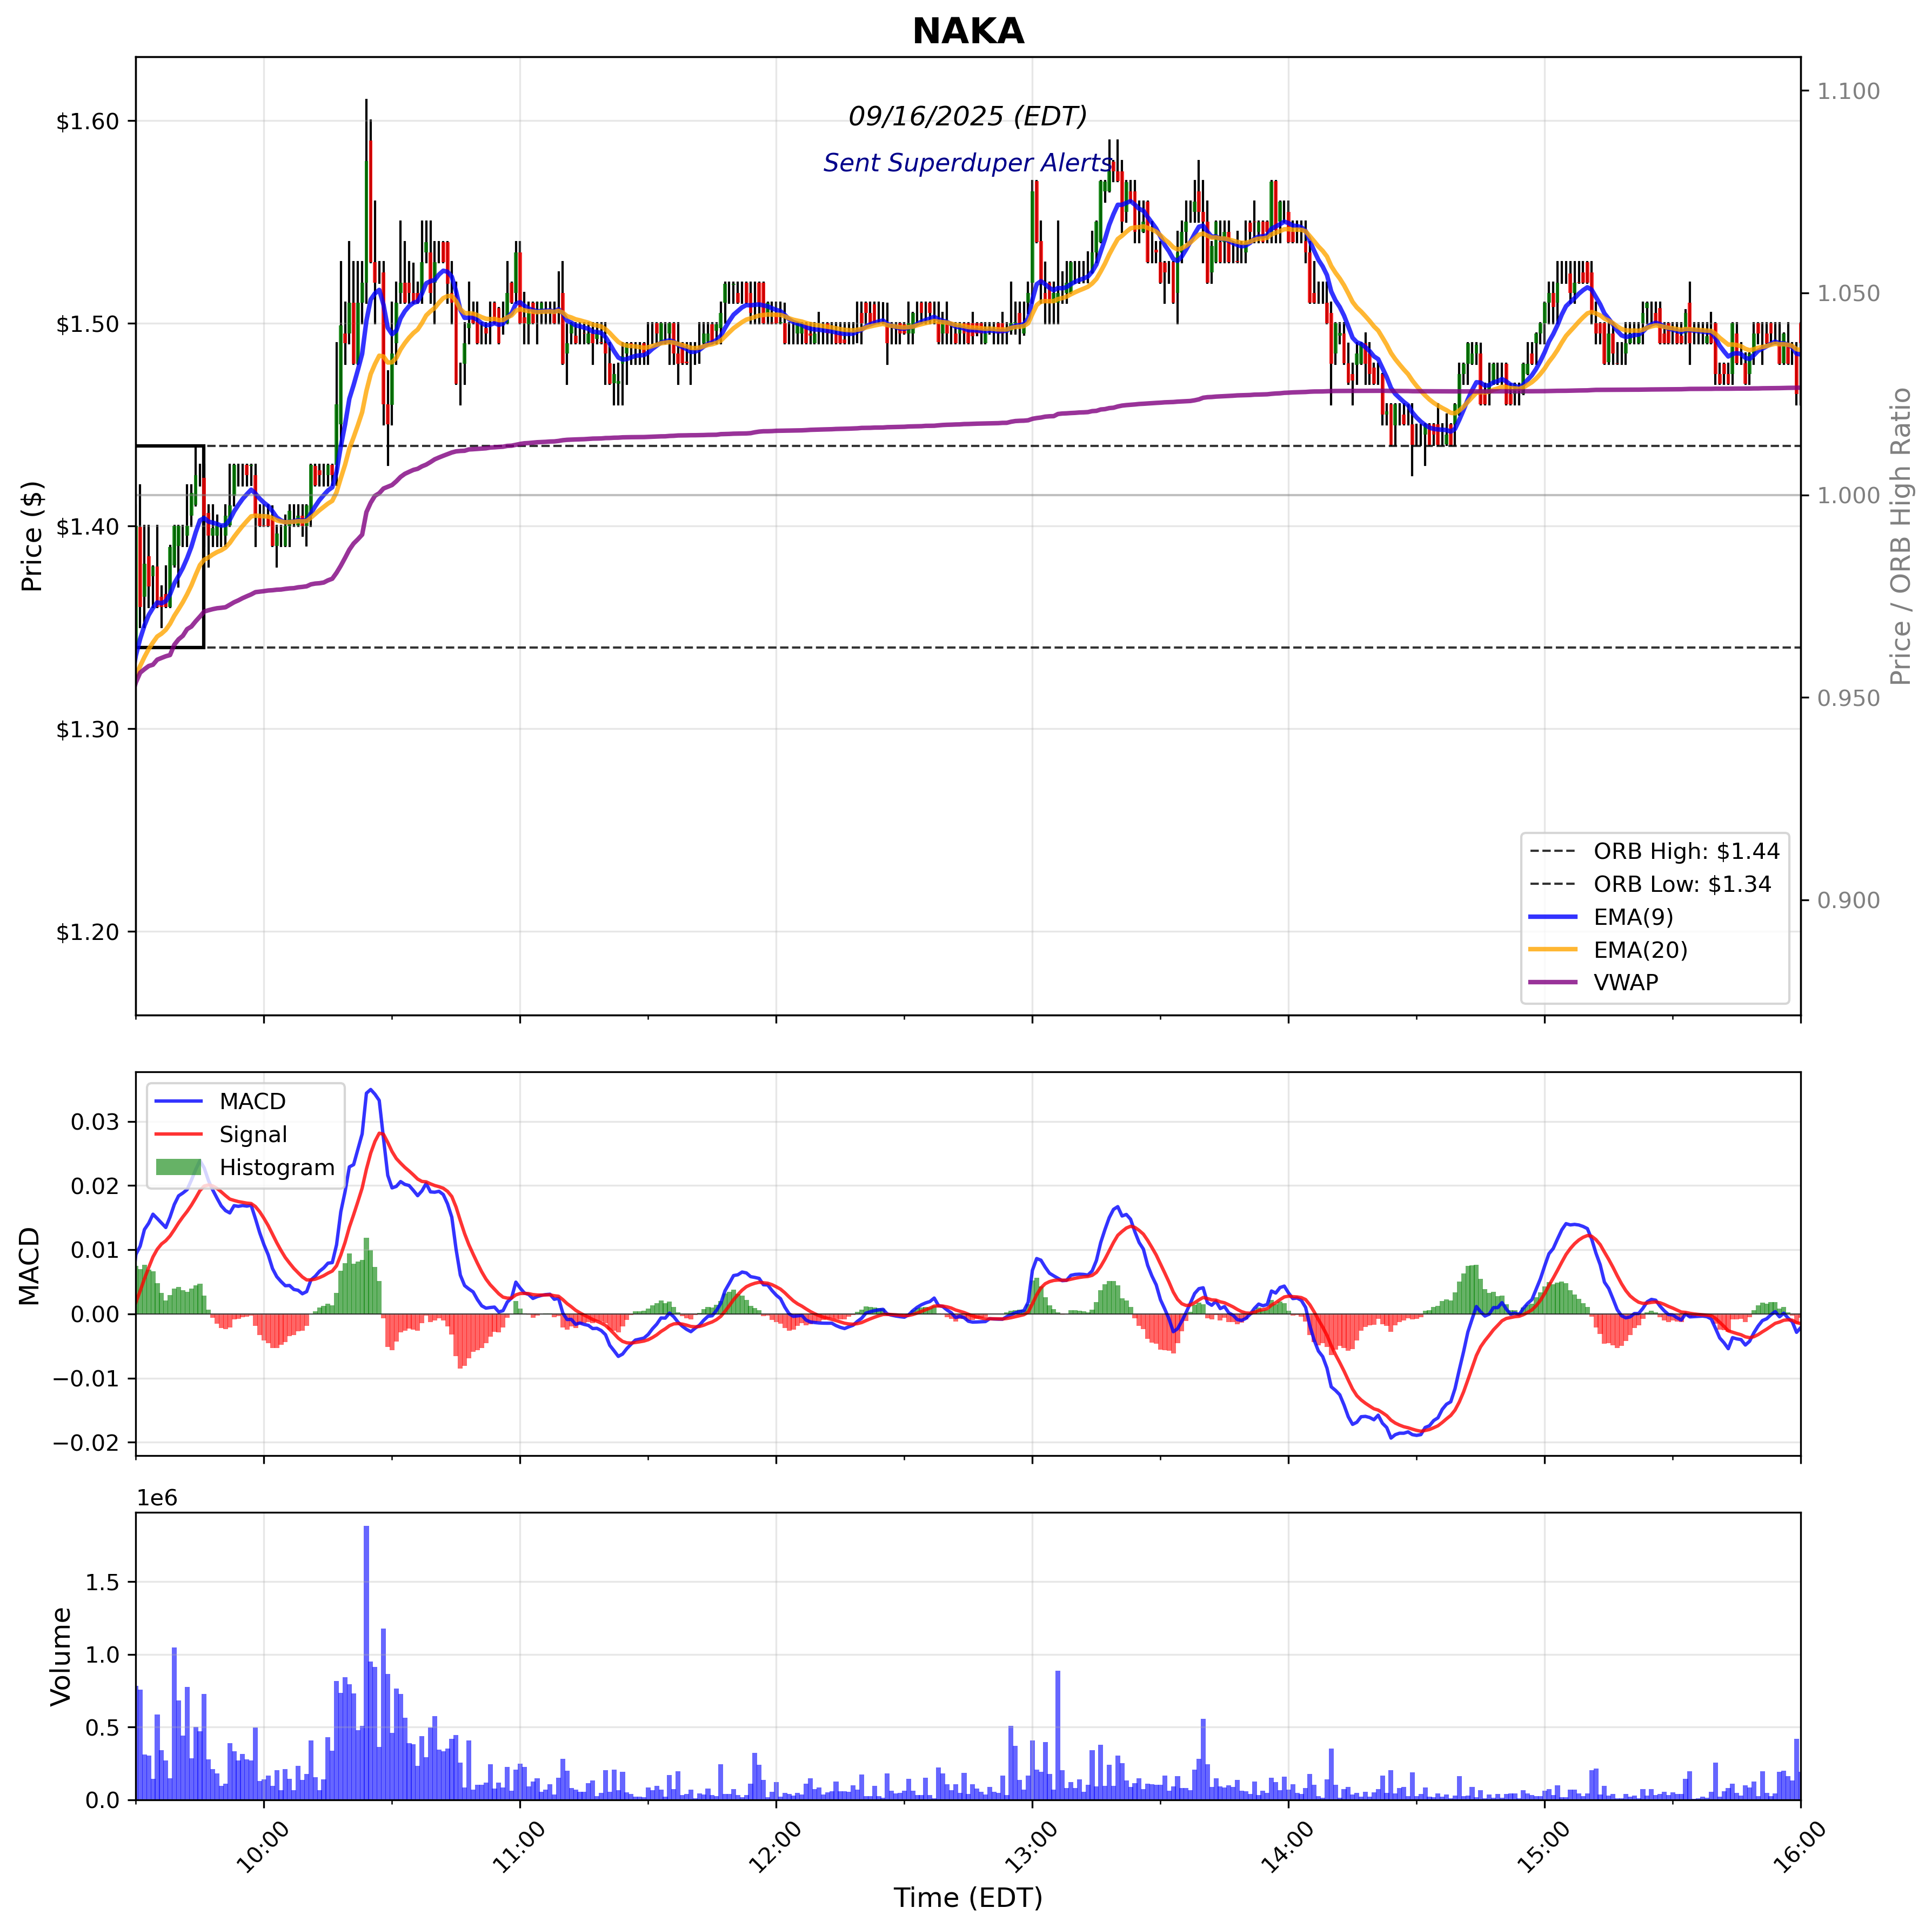 NAKA
09/16/2025 (EDT)
Sent Superduper Alerts
$1.60
$1.50
$1.40
$1.30
$1.20
Price ($)
1.100
1.050
1.000
0.950
0.900
Price / ORB High Ratio
ORB High: $1.44
ORB Low: $1.34
EMA(9)
EMA(20)
VWAP
MACD
Signal
Histogram
0.03
0.02
0.01
0.00
−0.01
−0.02
MACD
1e6
1.5
1.0
0.5
0.0
Volume
10:00
11:00
12:00
13:00
14:00
15:00
16:00
Time (EDT)